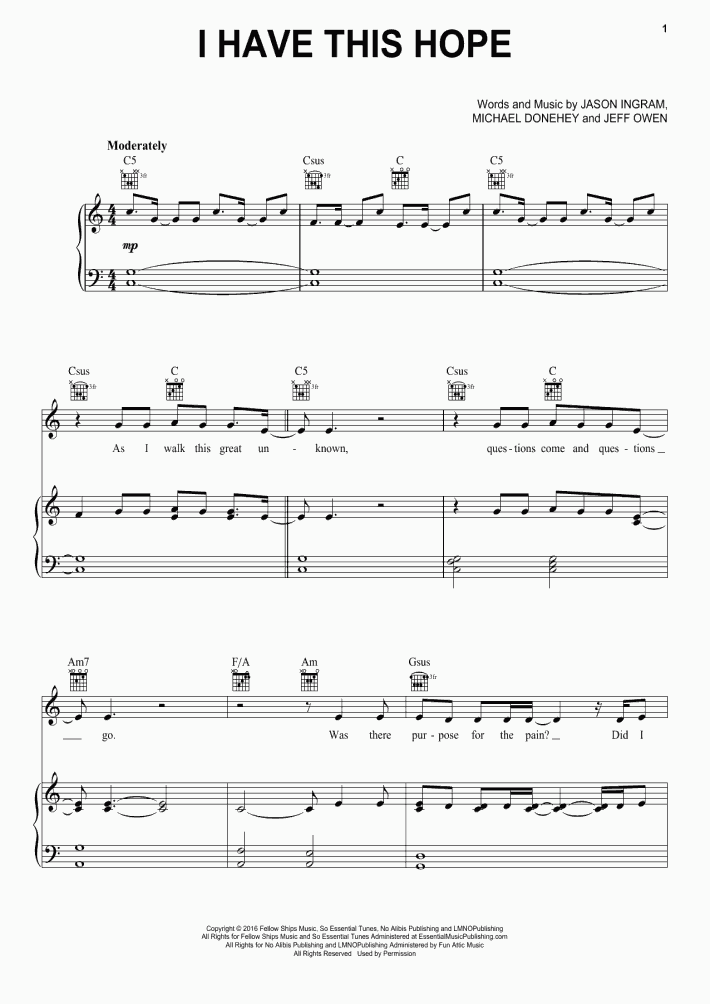 1
I HAVE THIS HOPE
Words and Music by JASON INGRAM,
MICHAEL DONEHEY and JEFF OWEN
Moderately
C5 Csus C C5
3fr 3fr 3fr
mp
Csus C C5 Csus C
3fr 3fr 3fr
As I walk this great un - known, ques - tions come and ques - tions
Am7 F/A Am Gsus
3fr
go. Was there pur - pose for the pain? Did I
Copyright © 2016 Fellow Ships Music, So Essential Tunes, No Alibis Publishing and LMNOPublishing
All Rights for Fellow Ships Music and So Essential Tunes Administered at EssentialMusicPublishing.com
All Rights for No Alibis Publishing and LMNOPublishing Administered by Fun Attic Music
All Rights Reserved Used by Permission